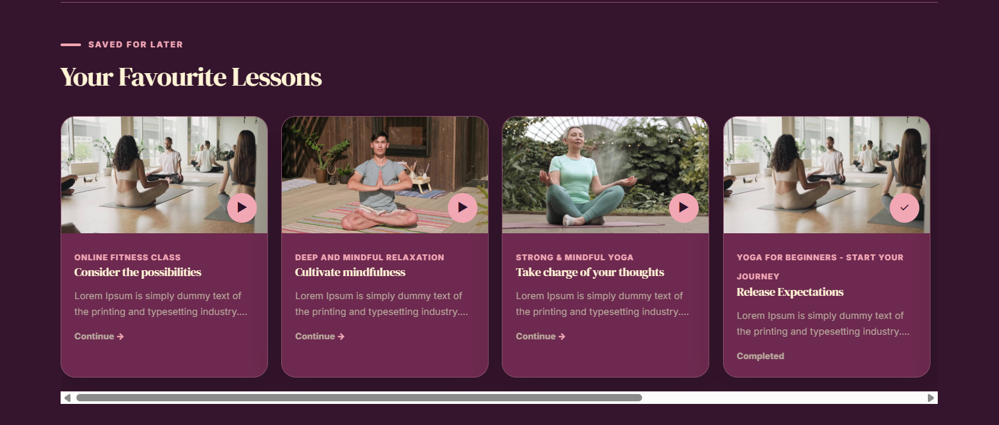 SAVED FOR LATER
Your Favourite Lessons
ONLINE FITNESS CLASS
Consider the possibilities
Lorem Ipsum is simply dummy text of
the printing and typesetting industry....
Continue →
DEEP AND MINDFUL RELAXATION
Cultivate mindfulness
Lorem Ipsum is simply dummy text of
the printing and typesetting industry....
Continue →
STRONG & MINDFUL YOGA
Take charge of your thoughts
Lorem Ipsum is simply dummy text of
the printing and typesetting industry....
Continue →
YOGA FOR BEGINNERS - START YOUR
JOURNEY
Release Expectations
Lorem Ipsum is simply dummy text of
the printing and typesetting industry....
Completed